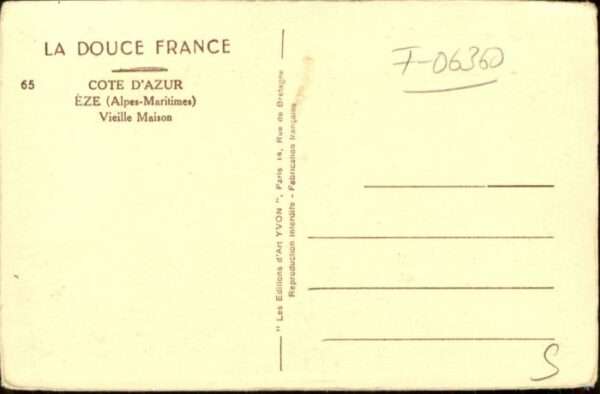 LA DOUCE FRANCE
65
COTE D'AZUR
ÈZE (Alpes-Maritimes)
Vieille Maison
" Les Editions d'Art YVON ", Paris 15, Rue de Bretagne
Reproduction Interdite - Fabrication française
F-06360
S